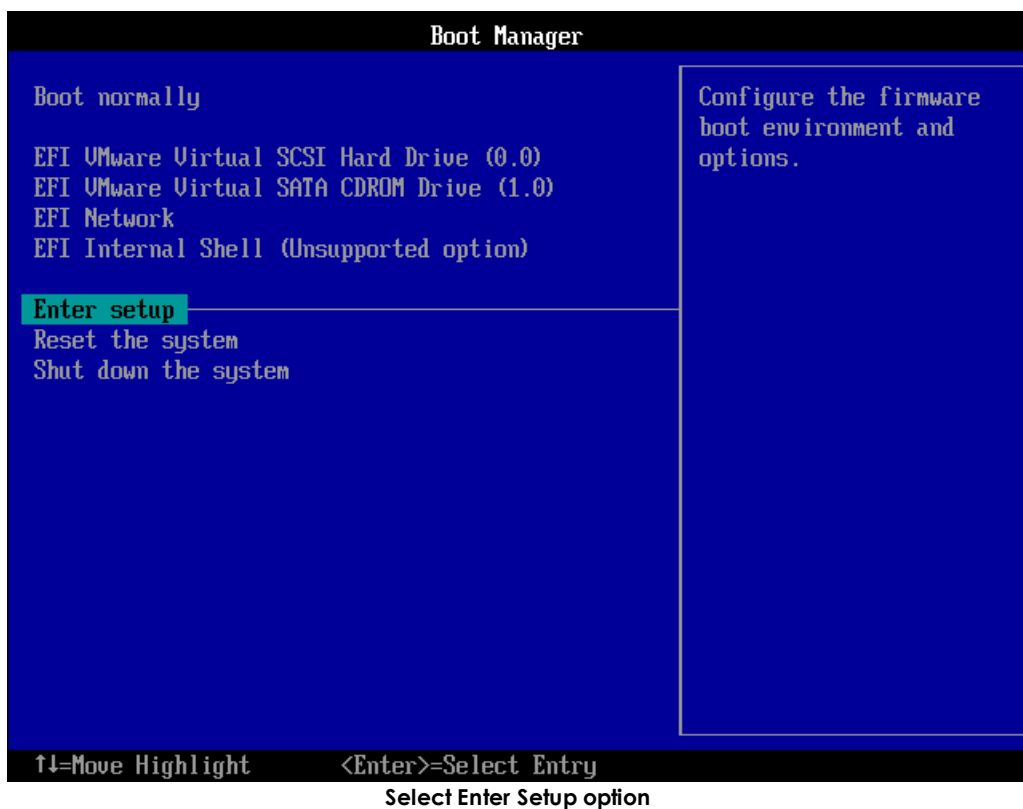 Boot Manager
Boot normally
EFI VMware Virtual SCSI Hard Drive (0.0)
EFI VMware Virtual SATA CDROM Drive (1.0)
EFI Network
EFI Internal Shell (Unsupported option)
Enter setup
Reset the system
Shut down the system
Configure the firmware
boot environment and
options.
↑↓=Move Highlight <Enter>=Select Entry
Select Enter Setup option